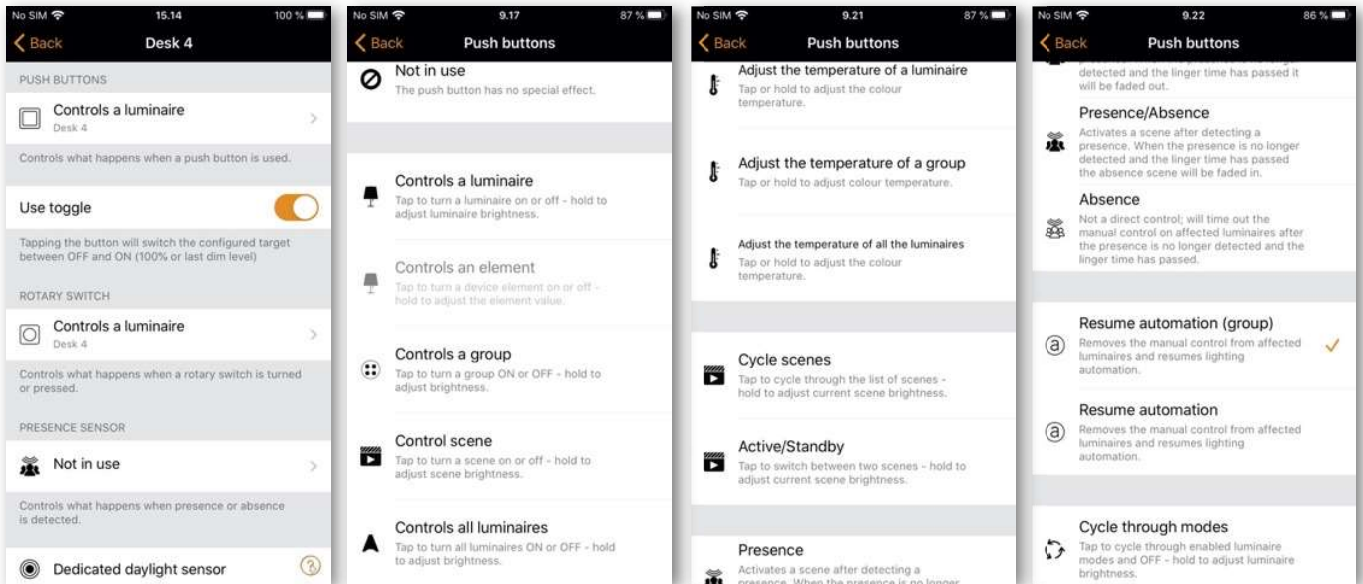 No SIM 15.14 100 %
Back Desk 4
PUSH BUTTONS
Controls a luminaire
Desk 4
Controls what happens when a push button is used.
Use toggle
Tapping the button will switch the configured target
between OFF and ON (100% or last dim level)
ROTARY SWITCH
Controls a luminaire
Desk 4
Controls what happens when a rotary switch is turned
or pressed.
PRESENCE SENSOR
Not in use
Controls what happens when presence or absence
is detected.
Dedicated daylight sensor
No SIM 9.17 87 %
Back Push buttons
Not in use
The push button has no special effect.
Controls a luminaire
Tap to turn a luminaire on or off - hold to
adjust luminaire brightness.
Controls an element
Tap to turn a device element on or off -
hold to adjust the element value.
Controls a group
Tap to turn a group ON or OFF - hold to
adjust brightness.
Control scene
Tap to turn a scene on or off - hold to
adjust scene brightness.
Controls all luminaires
Tap to turn all luminaires ON or OFF - hold
to adjust brightness.
No SIM 9.21 87 %
Back Push buttons
Adjust the temperature of a luminaire
Tap or hold to adjust the colour
temperature.
Adjust the temperature of a group
Tap or hold to adjust colour temperature.
Adjust the temperature of all the luminaires
Tap or hold to adjust the colour
temperature.
Cycle scenes
Tap to cycle through the list of scenes -
hold to adjust current scene brightness.
Active/Standby
Tap to switch between two scenes - hold to
adjust current scene brightness.
Presence
Activates a scene after detecting a
presence. When the presence is no longer
No SIM 9.22 86 %
Back Push buttons
presence. When the presence is no longer
detected and the linger time has passed it
will be faded out.
Presence/Absence
Activates a scene after detecting a
presence. When the presence is no longer
detected and the linger time has passed
the absence scene will be faded in.
Absence
Not a direct control; will time out the
manual control on affected luminaires after
the presence is no longer detected and the
linger time has passed.
Resume automation (group)
Removes the manual control from affected
luminaires and resumes lighting
automation.
Resume automation
Removes the manual control from affected
luminaires and resumes lighting
automation.
Cycle through modes
Tap to cycle through enabled luminaire
modes and OFF - hold to adjust luminaire
brightness.